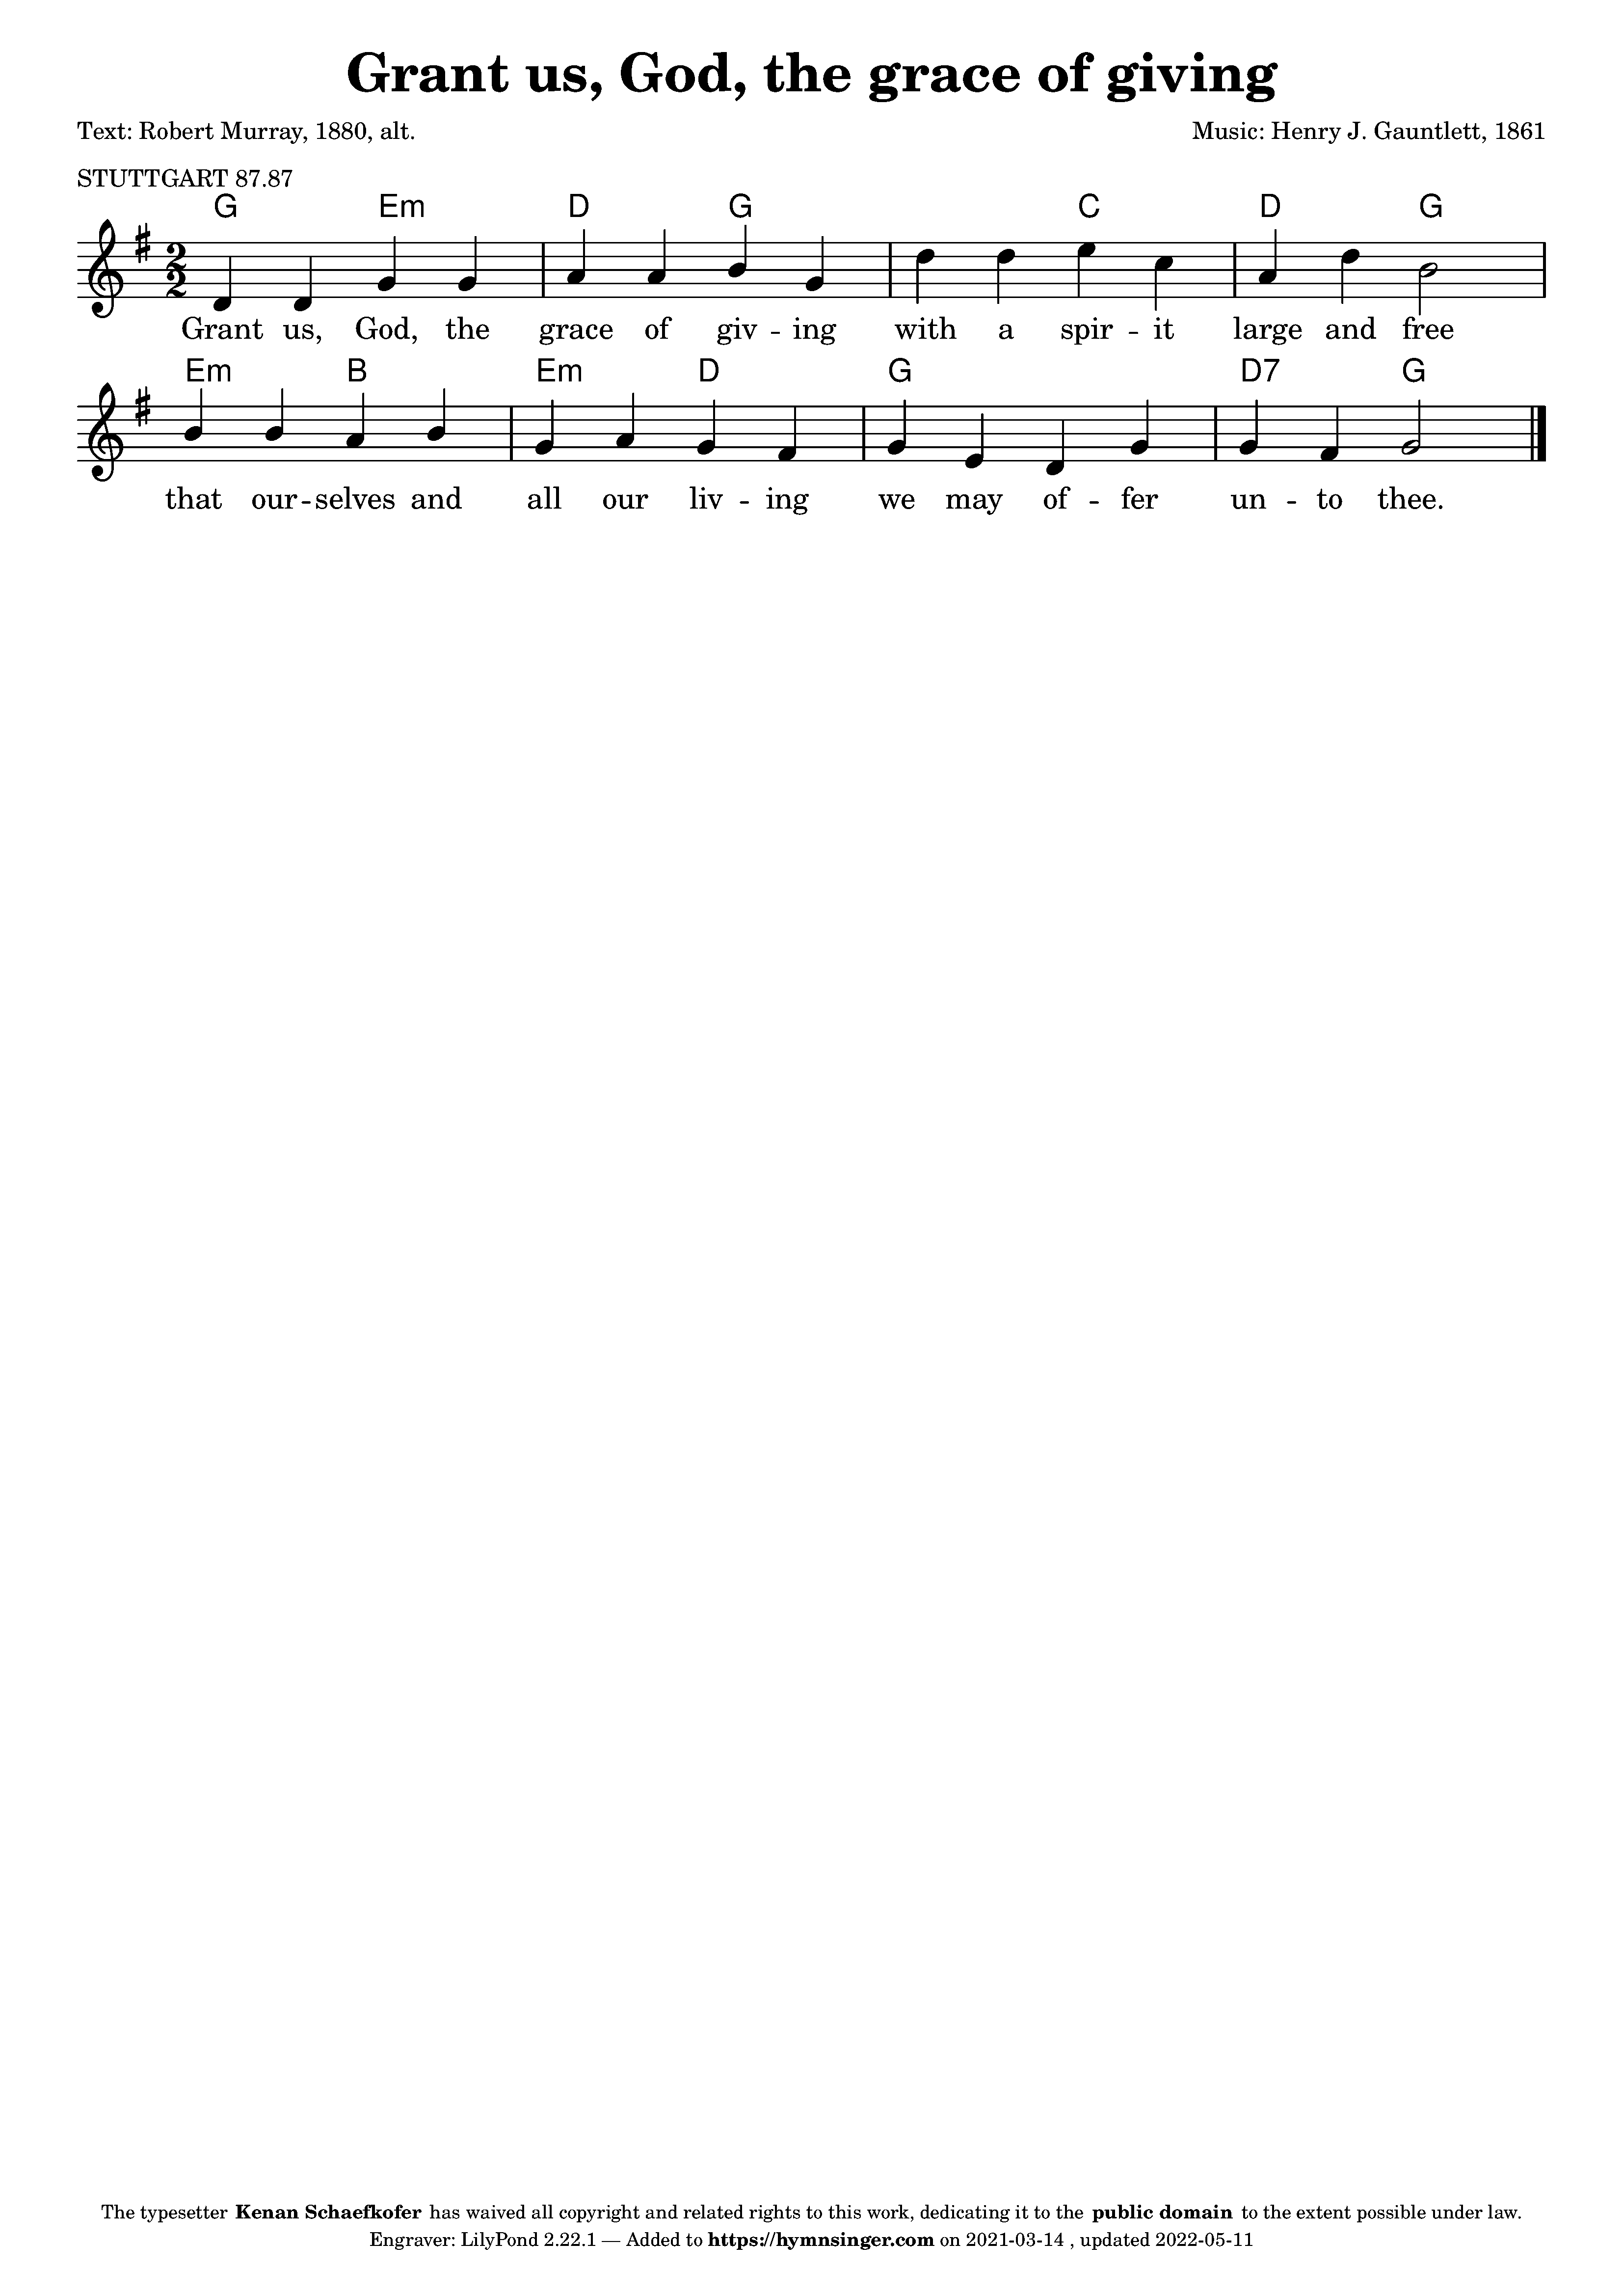 Grant us, God, the grace of giving
Text: Robert Murray, 1880, alt. Music: Henry J. Gauntlett, 1861
STUTTGART 87.87
G Em D G C D G
2
2
Grant us, God, the grace of giv - ing with a spir - it large and free
Em B Em D G D7 G
that our - selves and all our liv - ing we may of - fer un - to thee.
The typesetter Kenan Schaefkofer has waived all copyright and related rights to this work, dedicating it to the public domain to the extent possible under law.
Engraver: LilyPond 2.22.1 — Added to https://hymnsinger.com on 2021-03-14 , updated 2022-05-11